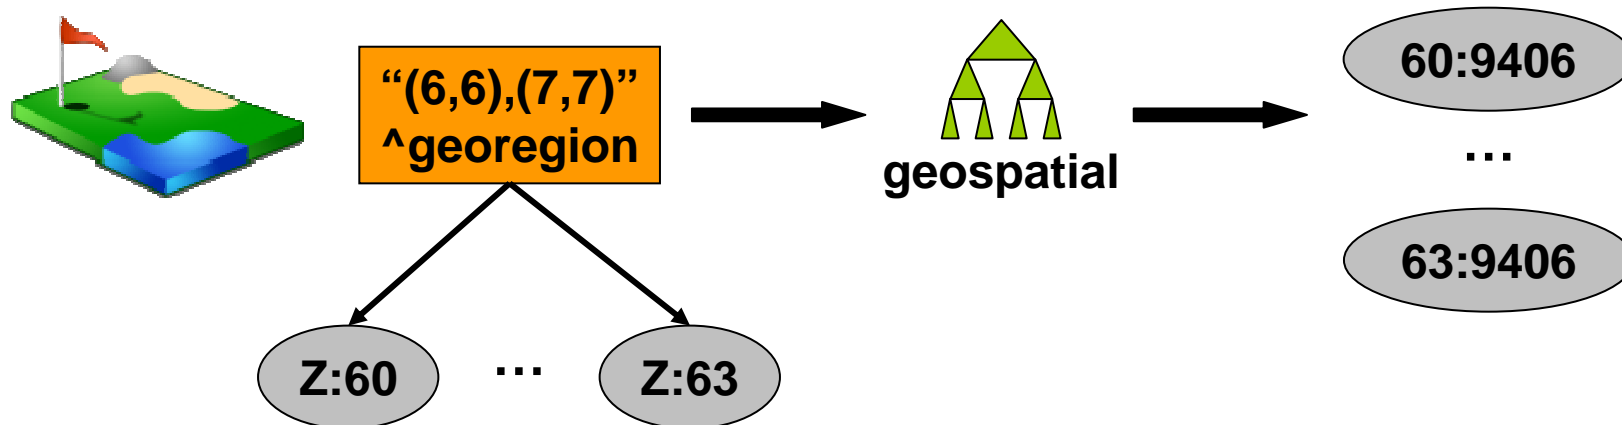 “(6,6),(7,7)”
^georegion
geospatial
60:9406
...
63:9406
Z:60
...
Z:63